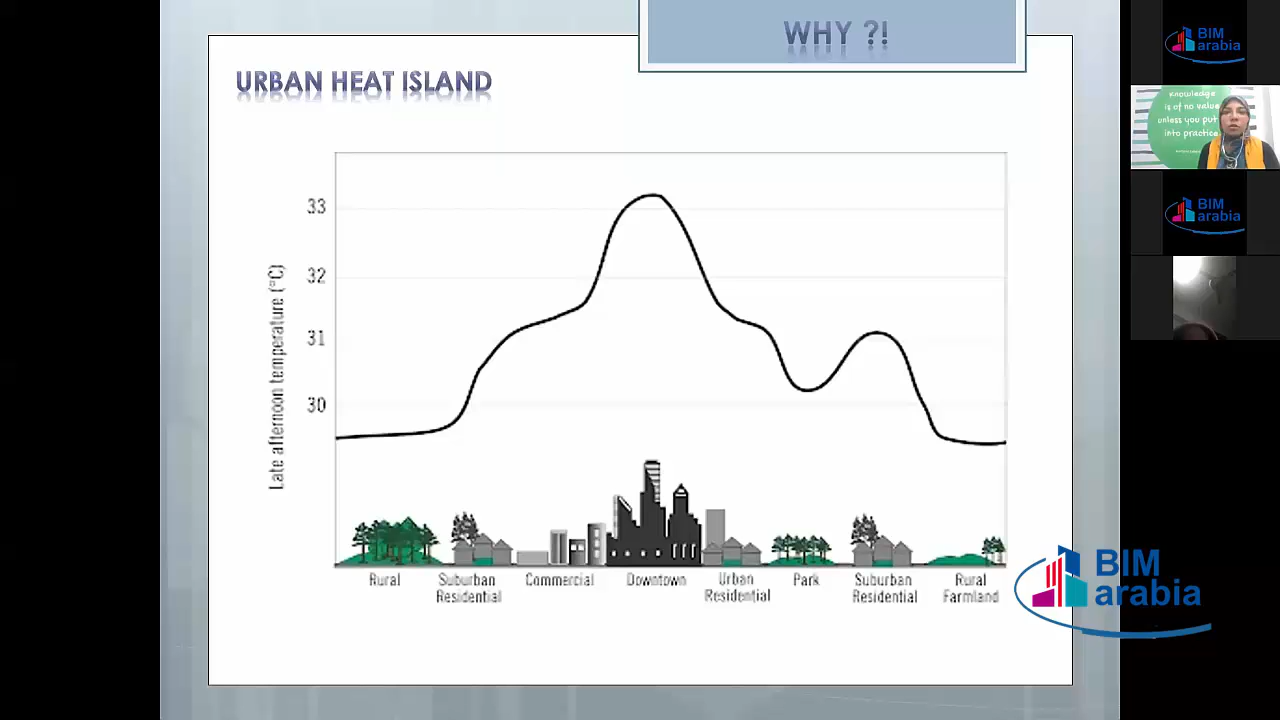 WHY ?!
URBAN HEAT ISLAND
Late afternoon temperature (°C)
33
32
31
30
Rural
Suburban
Residential
Commercial
Downtown
Urban
Residential
Park
Suburban
Residential
Rural
Farmland
BIM
arabia
BIM
arabia
knowledge
is of no value
unless you put
into practice
BIM
arabia